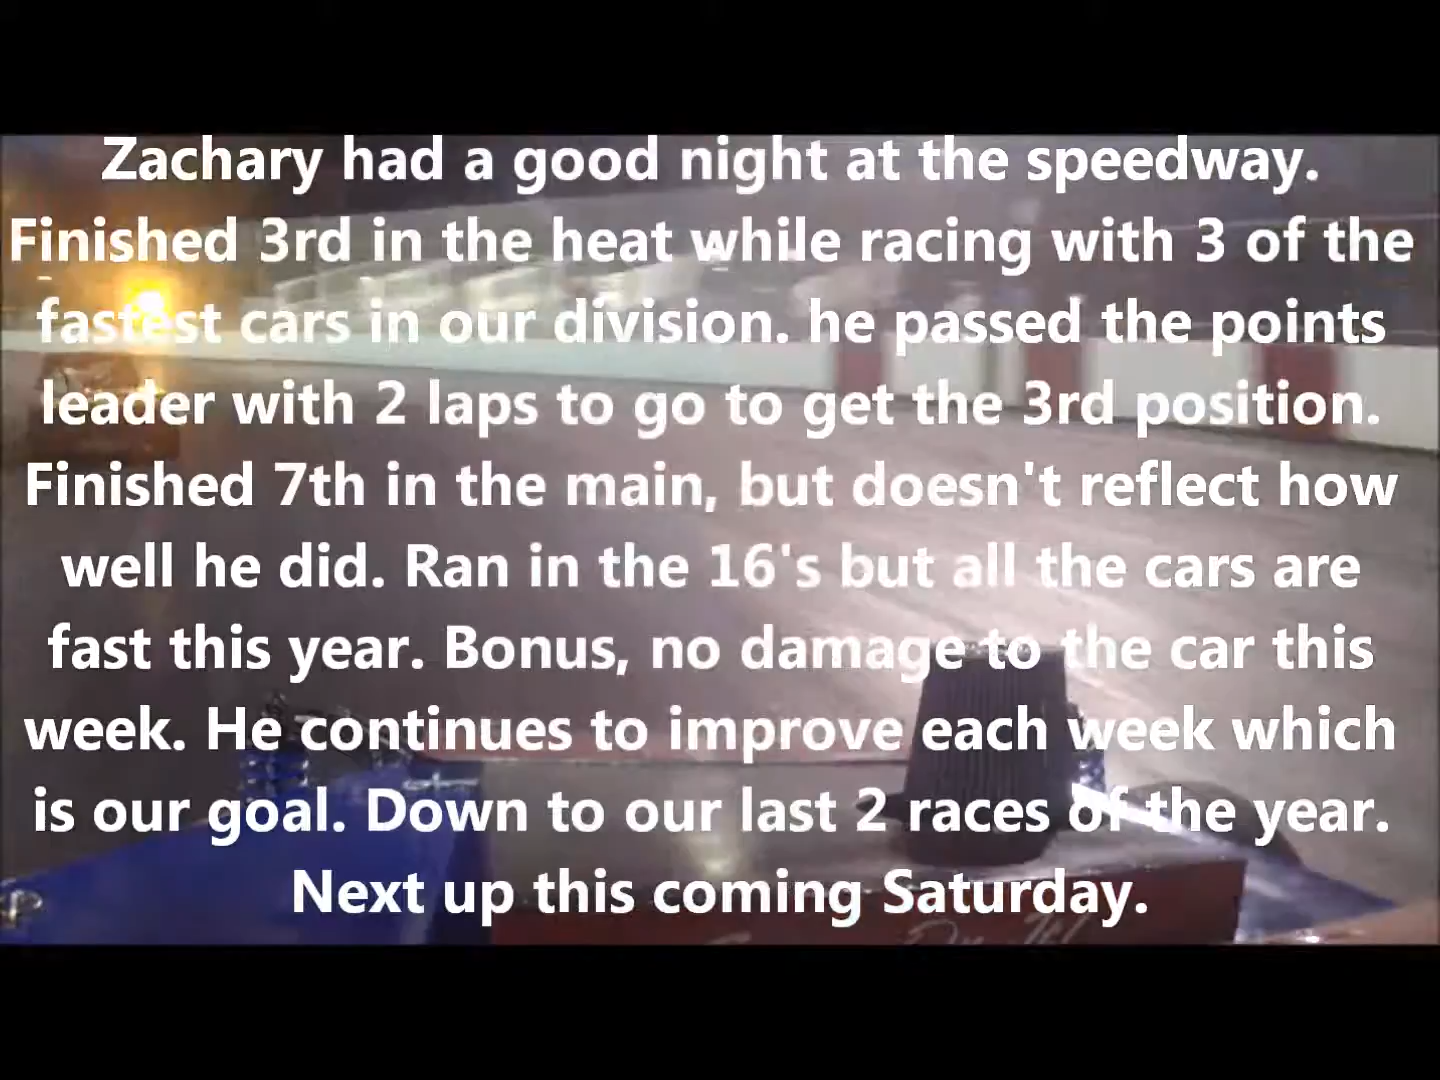 Zachary had a good night at the speedway.
Finished 3rd in the heat while racing with 3 of the
fastest cars in our division. he passed the points
leader with 2 laps to go to get the 3rd position.
Finished 7th in the main, but doesn't reflect how
well he did. Ran in the 16's but all the cars are
fast this year. Bonus, no damage to the car this
week. He continues to improve each week which
is our goal. Down to our last 2 races of the year.
Next up this coming Saturday.